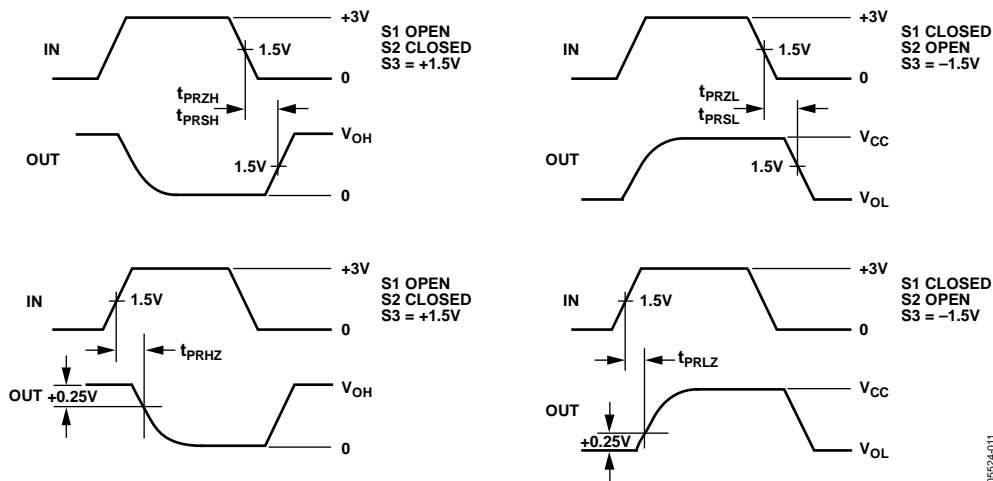 +3V
S1 OPEN
S2 CLOSED
S3 = +1.5V
IN
1.5V
0
tPRZH
tPRSH
VOH
OUT
1.5V
0
+3V
S1 CLOSED
S2 OPEN
S3 = –1.5V
IN
1.5V
0
tPRZL
tPRSL
VCC
OUT
1.5V
VOL
+3V
S1 OPEN
S2 CLOSED
S3 = +1.5V
IN
1.5V
0
tPRHZ
VOH
OUT
+0.25V
0
+3V
S1 CLOSED
S2 OPEN
S3 = –1.5V
IN
1.5V
0
tPRLZ
VCC
OUT
+0.25V
VOL
05524-011